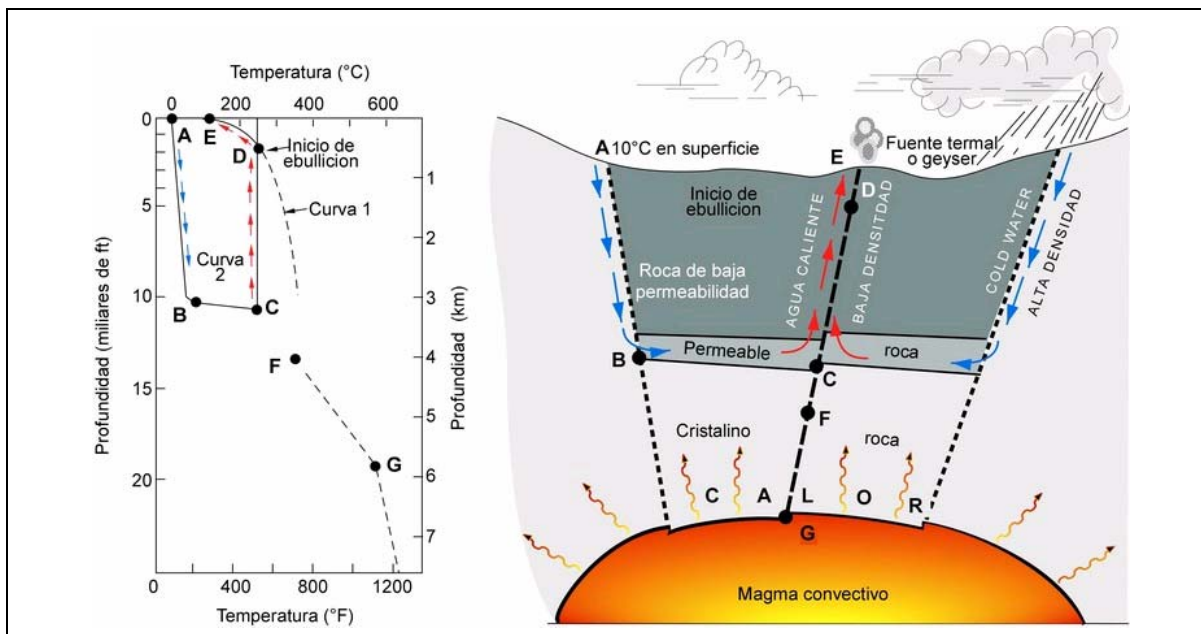 Temperatura (°C)
0 200 400 600
0
A E
D
Inicio de
ebullicion
1
Curva 1
5
2
Curva
2
10
B C
3
F
4
15
5
G
6
20
7
0 400 800 1200
Temperatura (°F)
Profundidad (miliares de ft)
Profundidad (km)
A 10°C en superficie
E
Fuente termal
o geyser
D
Inicio de
ebullicion
AGUA CALIENTE
BAJA DENSITDAD
COLD WATER
ALTA DENSIDAD
Roca de baja
permeabilidad
B
Permeable
roca
C
F
Cristalino
roca
C A L O R
G
Magma convectivo